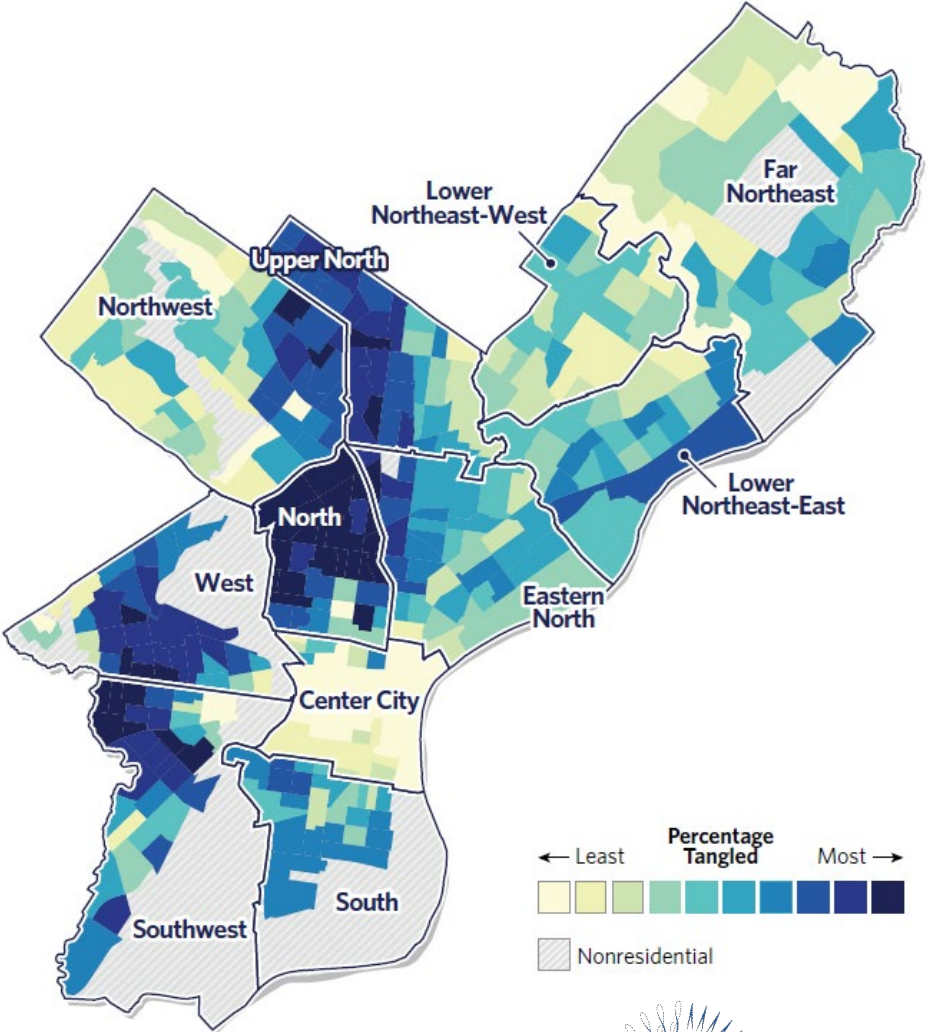 Far
Northeast
Lower
Northeast-West
Upper North
Northwest
Lower
Northeast-East
North
West
Eastern
North
Center City
South
Southwest
Percentage
Tangled
← Least
Most →
Nonresidential